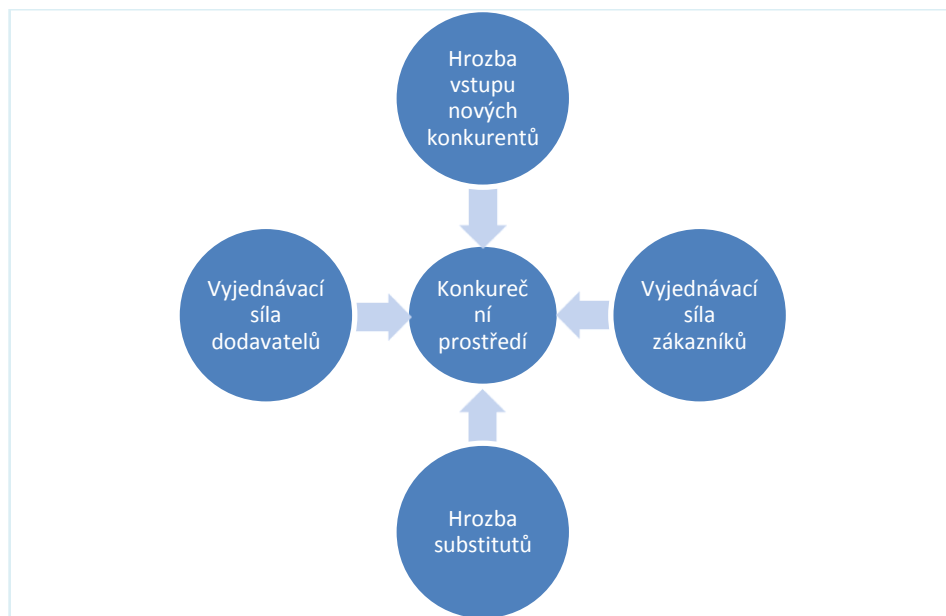 Hrozba
vstupu
nových
konkurentů
Vyjednávací
síla
dodavatelů
Konkureč
ní
prostředí
Vyjednávací
síla
zákazníků
Hrozba
substitutů